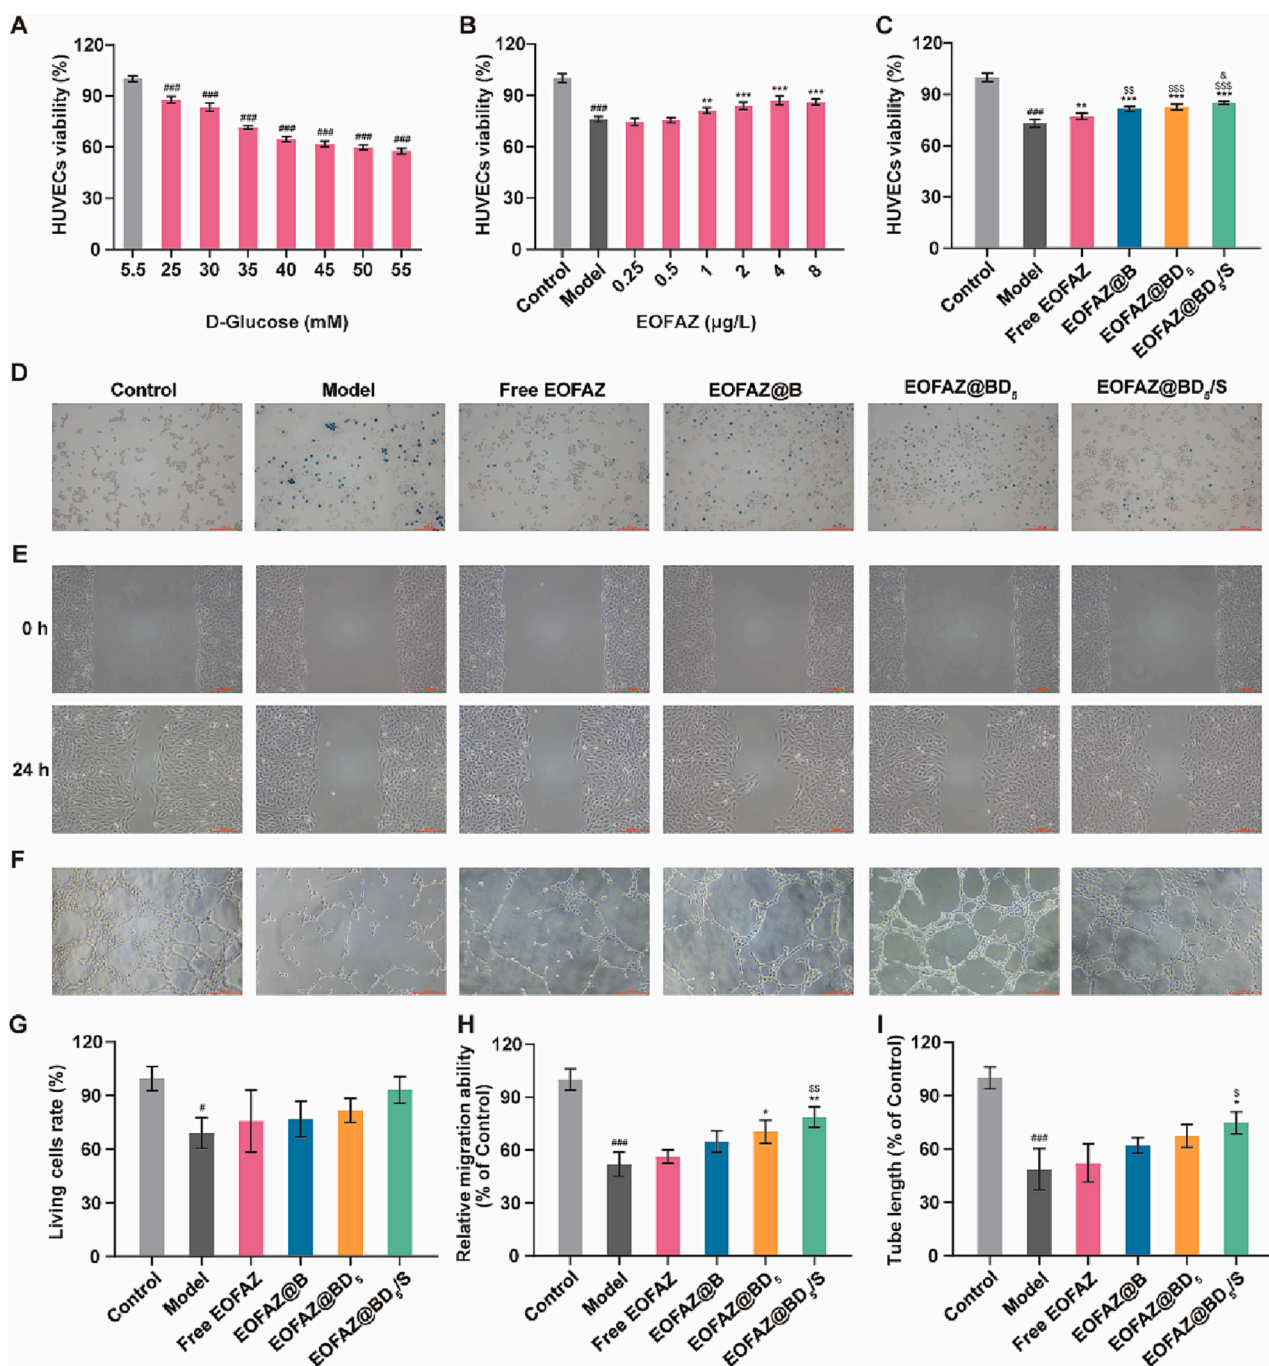 A
HUVECs viability (%)
120
90
60
30
0
###
###
###
###
###
###
###
5.5 25 30 35 40 45 50 55
D-Glucose (mM)
B
HUVECs viability (%)
120
90
60
30
0
###
**
***
***
***
Control
Model
0.25
0.5
1
2
4
8
EOFAZ (µg/L)
C
HUVECs viability (%)
120
90
60
30
0
###
**
$$
***
$$$
***
&
$$$
***
Control
Model
Free EOFAZ
EOFAZ@B
EOFAZ@BD₅
EOFAZ@BD₅/S
D
Control Model Free EOFAZ EOFAZ@B EOFAZ@BD₅ EOFAZ@BD₅/S
E
0 h
24 h
F
G
Living cells rate (%)
120
90
60
30
0
#
Control
Model
Free EOFAZ
EOFAZ@B
EOFAZ@BD₅
EOFAZ@BD₅/S
H
Relative migration ability
(% of Control)
120
90
60
30
0
###
*
$$
**
Control
Model
Free EOFAZ
EOFAZ@B
EOFAZ@BD₅
EOFAZ@BD₅/S
I
Tube length (% of Control)
120
90
60
30
0
###
$
*
Control
Model
Free EOFAZ
EOFAZ@B
EOFAZ@BD₅
EOFAZ@BD₅/S